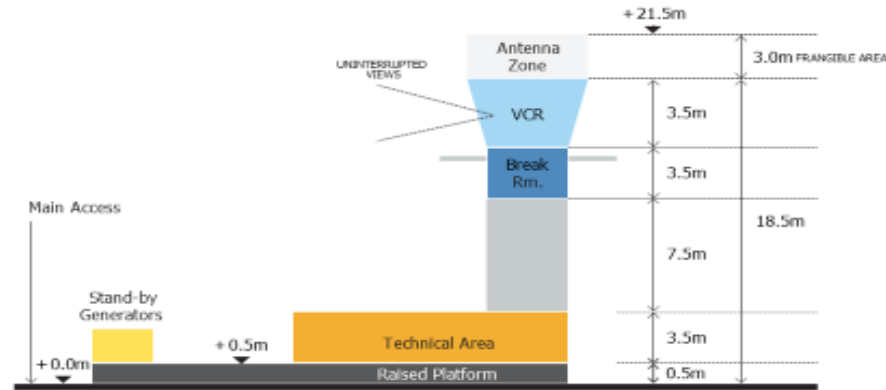 +21.5m
Antenna
Zone
3.0m FRANGIBLE AREA
UNINTERRUPTED
VIEWS
VCR
3.5m
Break
Rm.
3.5m
Main Access
18.5m
7.5m
Stand-by
Generators
+0.5m
Technical Area
3.5m
+0.0m
Raised Platform
0.5m